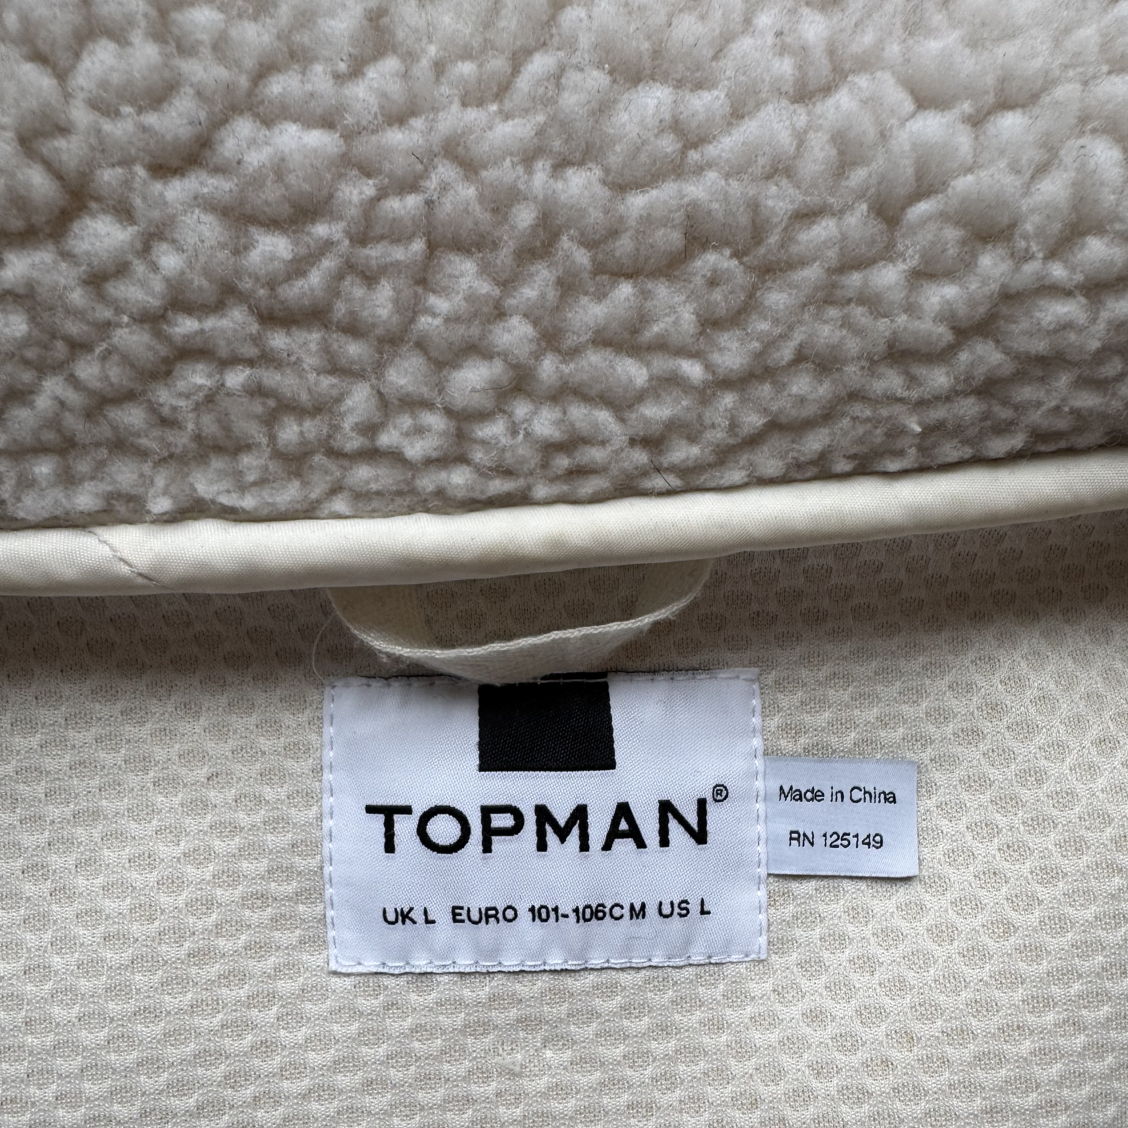 TOPMAN®
UK L EURO 101-106CM US L
Made in China
RN 125149